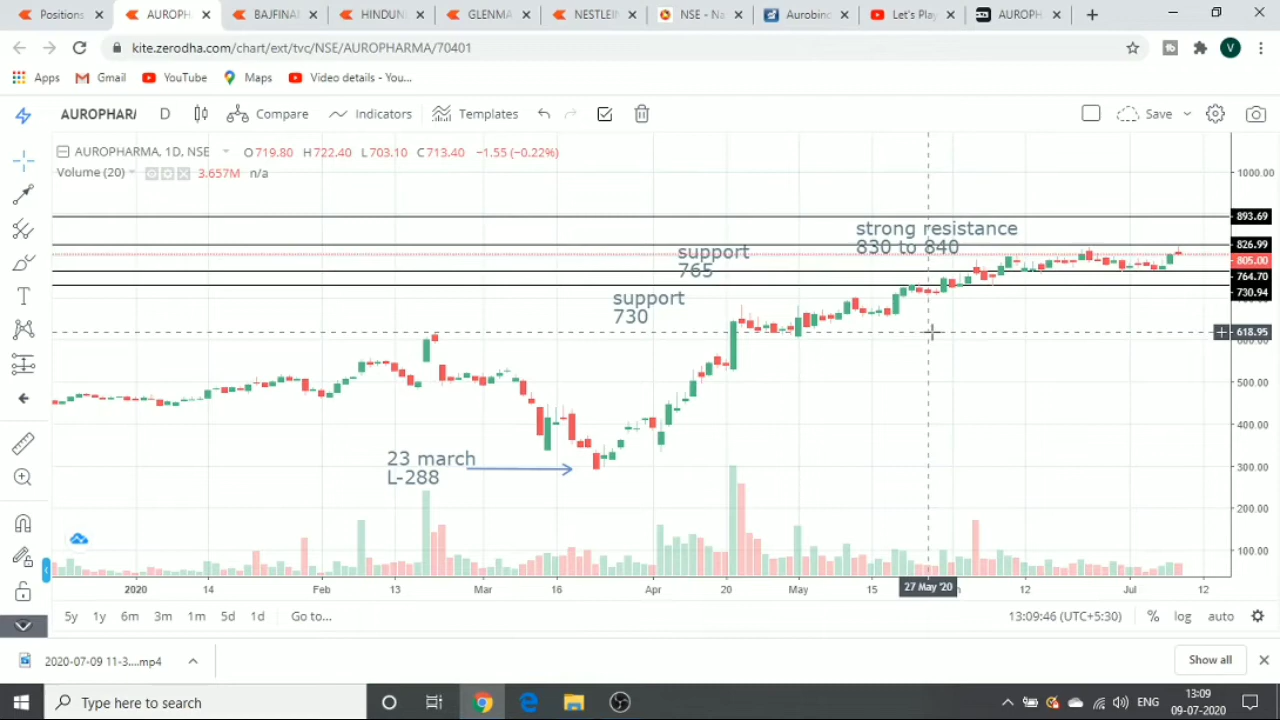 Positions
AUROPH
BAJFINAI
HINDUN
GLENMA
NESTLEIN
NSE - Na
Aurobino
Let's Play
AUROPH
kite.zerodha.com/chart/ext/tvc/NSE/AUROPHARMA/70401
V
Apps
Gmail
YouTube
Maps
Video details - You...
AUROPHARI
D
Compare
Indicators
Templates
Save
AUROPHARMA, 1D, NSE
O719.80 H722.40 L703.10 C713.40 −1.55 (−0.22%)
Volume (20)
3.657M n/a
1000.00
893.69
strong resistance
830 to 840
826.99
support
765
805.00
764.70
support
730
730.94
618.95
500.00
400.00
23 march
L-288
300.00
200.00
100.00
2020
14
Feb
13
Mar
16
Apr
20
May
15
27 May '20
12
Jul
12
5y 1y 6m 3m 1m 5d 1d Go to...
13:09:46 (UTC+5:30) % log auto
2020-07-09 11-3....mp4
Show all
Type here to search
ENG
13:09
09-07-2020